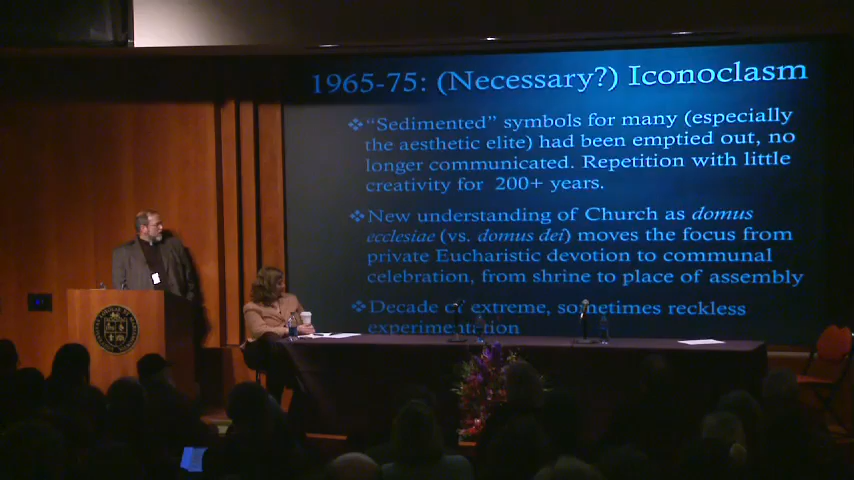 1965-75: (Necessary?) Iconoclasm
❖"Sedimented" symbols for many (especially
the aesthetic elite) had been emptied out, no
longer communicated. Repetition with little
creativity for 200+ years.
❖New understanding of Church as domus
ecclesiae (vs. domus dei) moves the focus from
private Eucharistic devotion to communal
celebration, from shrine to place of assembly
❖Decade of extreme, sometimes reckless
experimentation